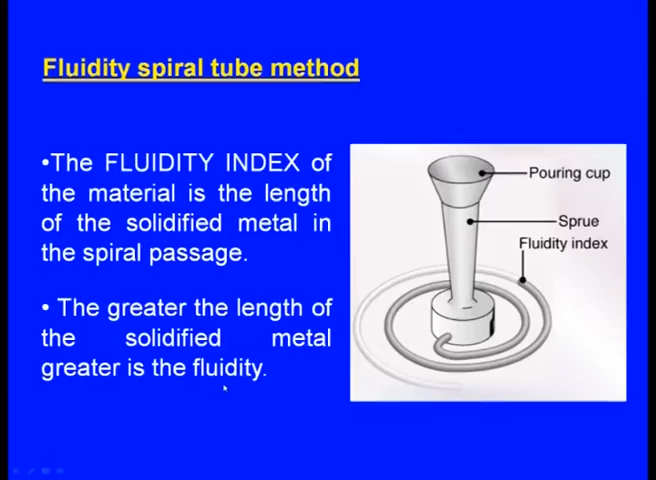 Fluidity spiral tube method
•The FLUIDITY INDEX of
the material is the length
of the solidified metal in
the spiral passage.
• The greater the length of
the solidified metal
greater is the fluidity.
Pouring cup
Sprue
Fluidity index